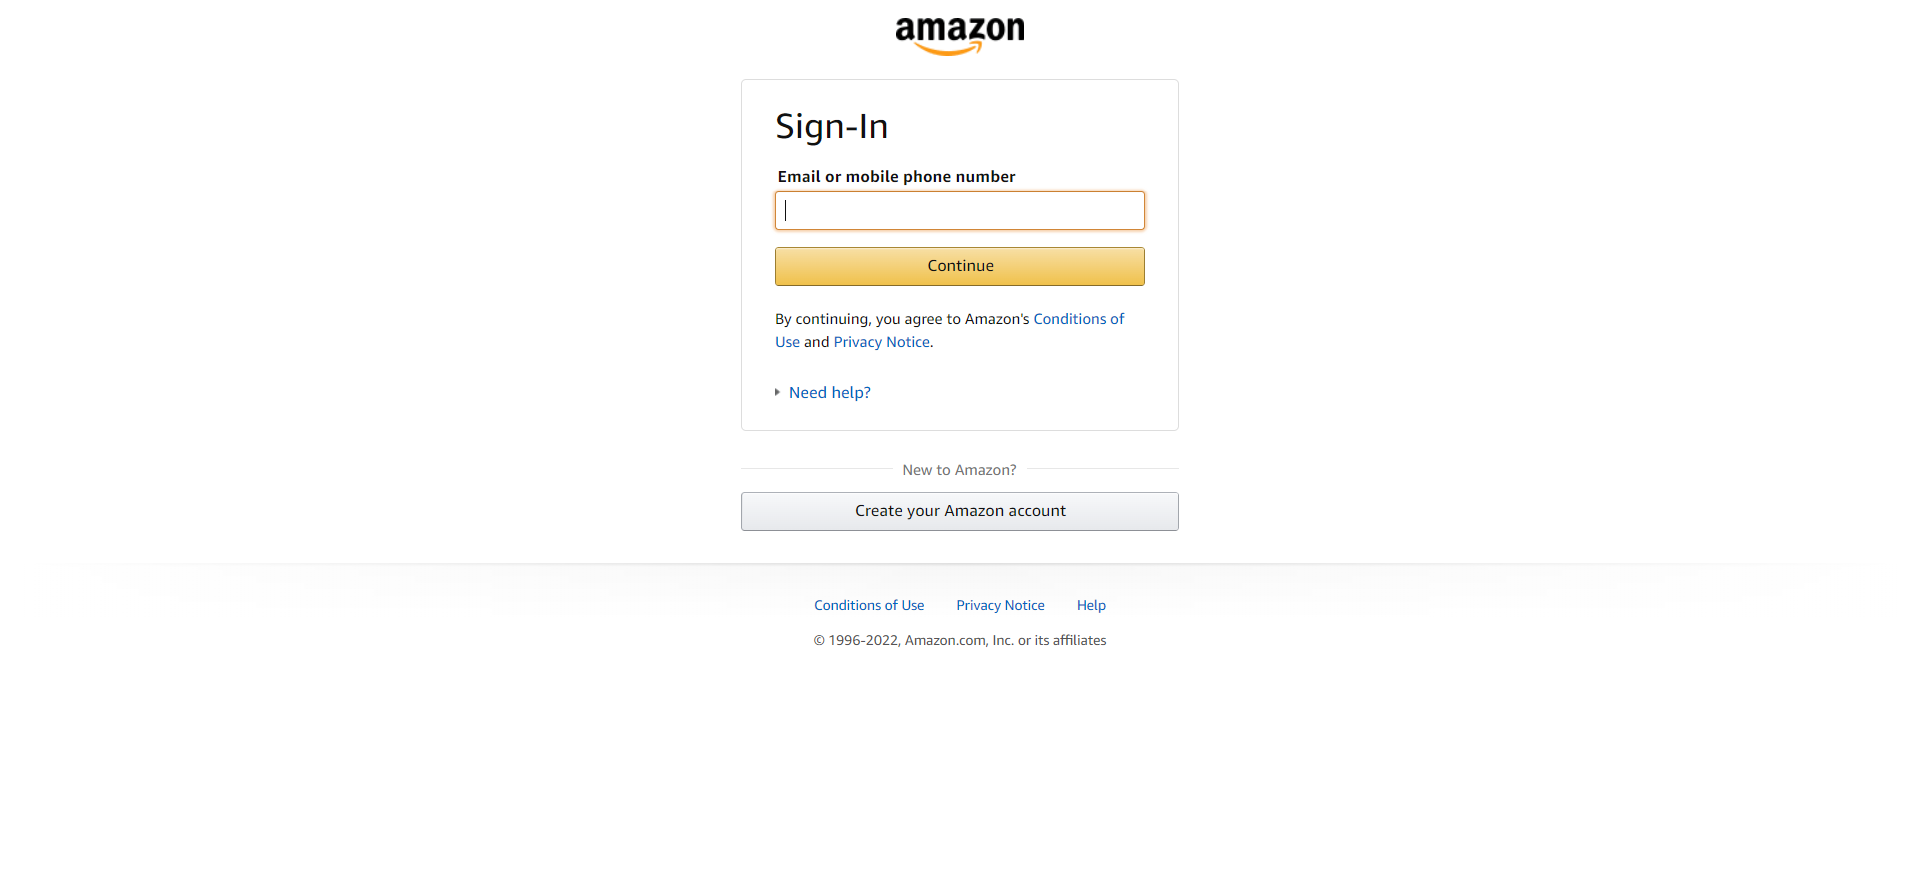 amazon
Sign-In
Email or mobile phone number
Continue
By continuing, you agree to Amazon's Conditions of
Use and Privacy Notice.
Need help?
New to Amazon?
Create your Amazon account
Conditions of Use Privacy Notice Help
© 1996-2022, Amazon.com, Inc. or its affiliates